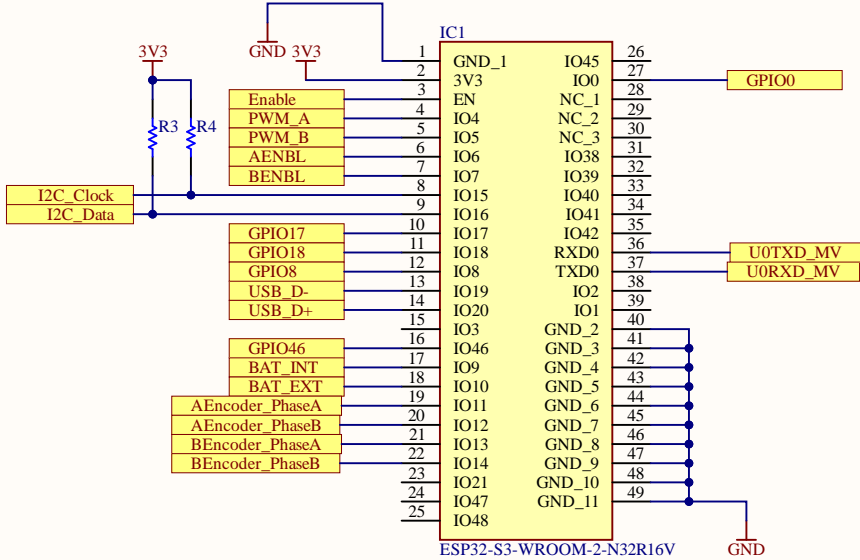 IC1
GND 3V3
3V3
R3 R4
1 GND_1 IO45 26
2 3V3 IO0 27 GPIO0
Enable 3 EN NC_1 28
PWM_A 4 IO4 NC_2 29
PWM_B 5 IO5 NC_3 30
AENBL 6 IO6 IO38 31
BENBL 7 IO7 IO39 32
I2C_Clock 8 IO15 IO40 33
I2C_Data 9 IO16 IO41 34
GPIO17 10 IO17 IO42 35
GPIO18 11 IO18 RXD0 36 U0TXD_MV
GPIO8 12 IO8 TXD0 37 U0RXD_MV
USB_D- 13 IO19 IO2 38
USB_D+ 14 IO20 IO1 39
15 IO3 GND_2 40
GPIO46 16 IO46 GND_3 41
BAT_INT 17 IO9 GND_4 42
BAT_EXT 18 IO10 GND_5 43
AEncoder_PhaseA 19 IO11 GND_6 44
AEncoder_PhaseB 20 IO12 GND_7 45
BEncoder_PhaseA 21 IO13 GND_8 46
BEncoder_PhaseB 22 IO14 GND_9 47
23 IO21 GND_10 48
24 IO47 GND_11 49
25 IO48
ESP32-S3-WROOM-2-N32R16V
GND